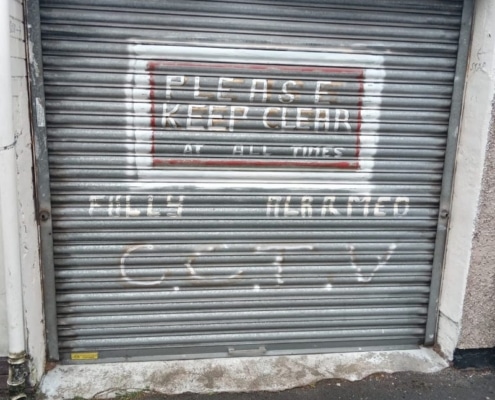 PLEASE
KEEP CLEAR
AT ALL TIMES
FULLY ALARMED
C.C.T.V